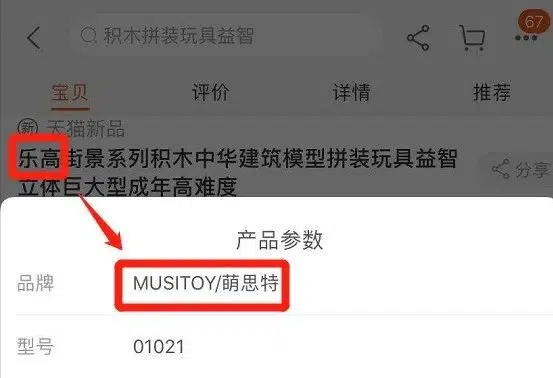 积木拼装玩具益智
67
宝贝 评价 详情 推荐
新 天猫新品
乐高街景系列积木中华建筑模型拼装玩具益智
立体巨大型成年高难度
分享
产品参数
品牌 MUSITOY/萌思特
型号 01021